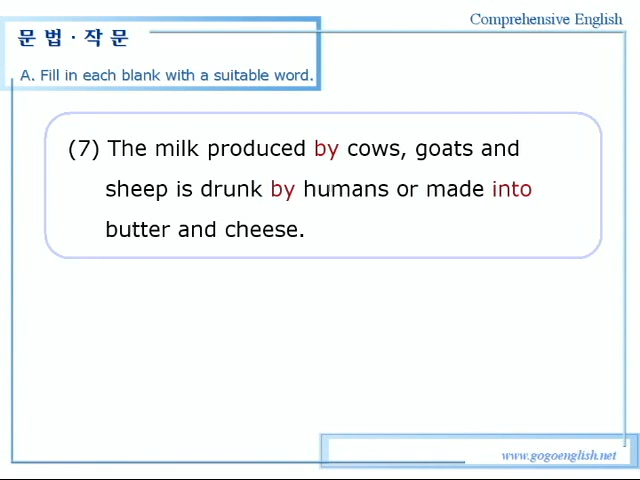 Comprehensive English
문 법 · 작 문
A. Fill in each blank with a suitable word.
(7) The milk produced by cows, goats and
sheep is drunk by humans or made into
butter and cheese.
www.gogoenglish.net